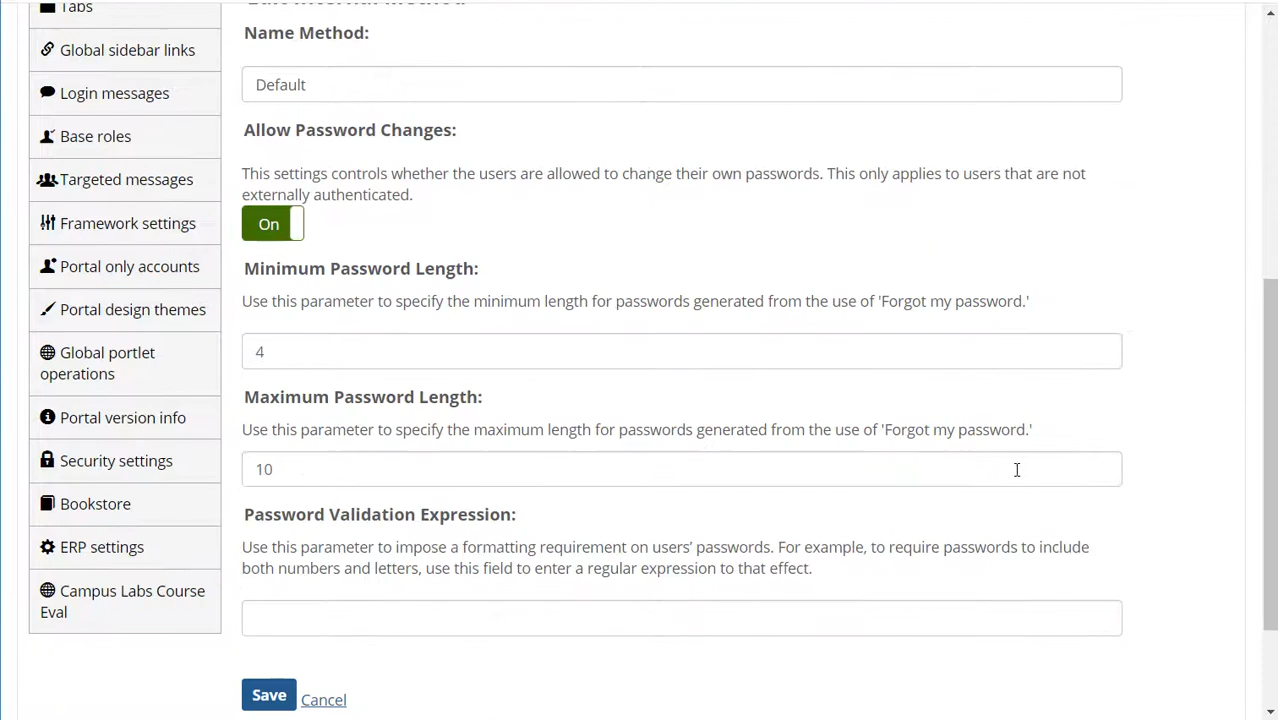 Tabs
Global sidebar links
Login messages
Base roles
Targeted messages
Framework settings
Portal only accounts
Portal design themes
Global portlet
operations
Portal version info
Security settings
Bookstore
ERP settings
Campus Labs Course
Eval
Name Method:
Default
Allow Password Changes:
This settings controls whether the users are allowed to change their own passwords. This only applies to users that are not
externally authenticated.
On
Minimum Password Length:
Use this parameter to specify the minimum length for passwords generated from the use of 'Forgot my password.'
4
Maximum Password Length:
Use this parameter to specify the maximum length for passwords generated from the use of 'Forgot my password.'
10
Password Validation Expression:
Use this parameter to impose a formatting requirement on users’ passwords. For example, to require passwords to include
both numbers and letters, use this field to enter a regular expression to that effect.
Save
Cancel